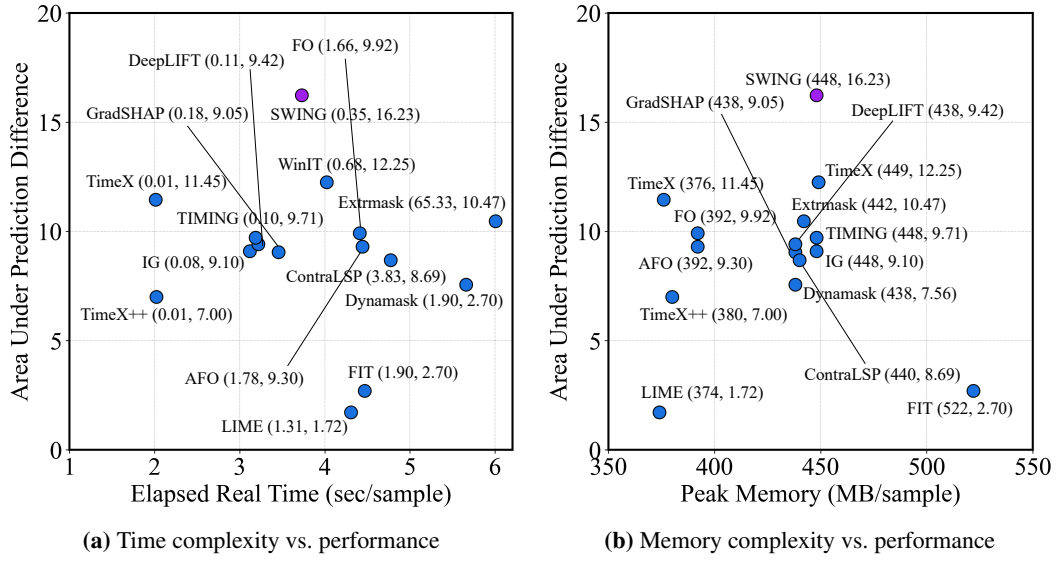 20
15
10
5
0
Area Under Prediction Difference
FO (1.66, 9.92)
DeepLIFT (0.11, 9.42)
GradSHAP (0.18, 9.05)
SWING (0.35, 16.23)
WinIT (0.68, 12.25)
TimeX (0.01, 11.45)
Extrmask (65.33, 10.47)
TIMING (0.10, 9.71)
IG (0.08, 9.10)
ContraLSP (3.83, 8.69)
Dynamask (1.90, 2.70)
TimeX++ (0.01, 7.00)
AFO (1.78, 9.30)
FIT (1.90, 2.70)
LIME (1.31, 1.72)
1 2 3 4 5 6
Elapsed Real Time (sec/sample)
(a) Time complexity vs. performance
20
15
10
5
0
Area Under Prediction Difference
SWING (448, 16.23)
GradSHAP (438, 9.05)
DeepLIFT (438, 9.42)
TimeX (449, 12.25)
TimeX (376, 11.45)
Extrmask (442, 10.47)
FO (392, 9.92)
TIMING (448, 9.71)
AFO (392, 9.30)
IG (448, 9.10)
Dynamask (438, 7.56)
TimeX++ (380, 7.00)
ContraLSP (440, 8.69)
LIME (374, 1.72)
FIT (522, 2.70)
350 400 450 500 550
Peak Memory (MB/sample)
(b) Memory complexity vs. performance